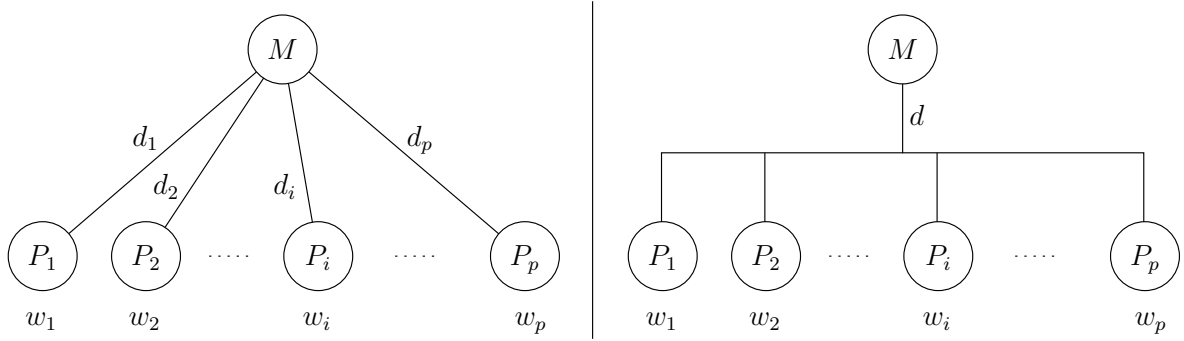 M M
d
d₁ dₚ
d₂ dᵢ
P₁ P₂ ..... Pᵢ ..... Pₚ P₁ P₂ ..... Pᵢ ..... Pₚ
w₁ w₂ wᵢ wₚ w₁ w₂ wᵢ wₚ